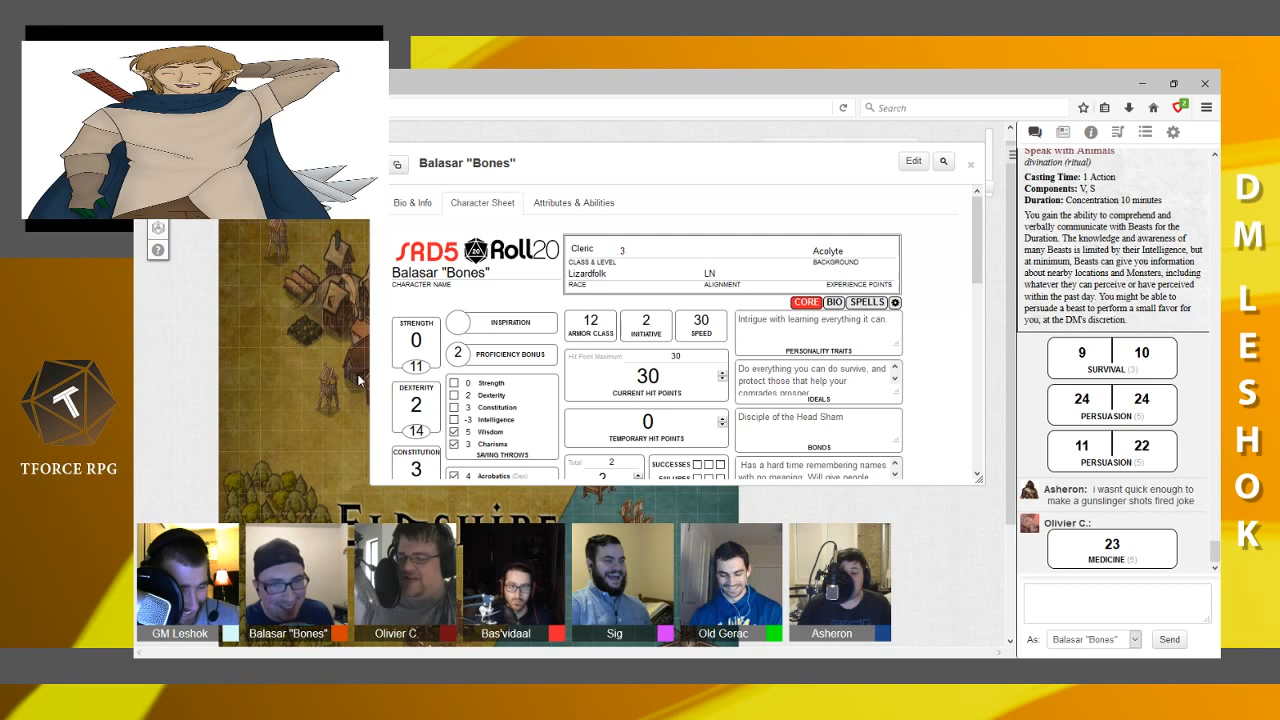 Search
2
Balasar "Bones"
Edit
Bio & Info
Character Sheet
Attributes & Abilities
SRD5 20 Roll20
Balasar "Bones"
CHARACTER NAME
Cleric 3 Acolyte
CLASS & LEVEL BACKGROUND
Lizardfolk LN
RACE ALIGNMENT EXPERIENCE POINTS
CORE BIO SPELLS
STRENGTH
0
11
DEXTERITY
2
14
CONSTITUTION
3
INSPIRATION
2 PROFICIENCY BONUS
0 Strength
2 Dexterity
3 Constitution
-3 Intelligence
5 Wisdom
3 Charisma
SAVING THROWS
4 Acrobatics (Dex)
12 2 30
ARMOR CLASS INITIATIVE SPEED
Hit Point Maximum 30
30
CURRENT HIT POINTS
0
TEMPORARY HIT POINTS
Total 2
SUCCESSES
Intrigue with learning everything it can.
PERSONALITY TRAITS
Do everything you can do survive, and
protect those that help your
comrades prosper
IDEALS
Disciple of the Head Sham
BONDS
Has a hard time remembering names
with no meaning. Will give people
Speak with Animals
divination (ritual)
Casting Time: 1 Action
Components: V, S
Duration: Concentration 10 minutes
You gain the ability to comprehend and
verbally communicate with Beasts for the
Duration. The knowledge and awareness of
many Beasts is limited by their Intelligence, but
at minimum, Beasts can give you information
about nearby locations and Monsters, including
whatever they can perceive or have perceived
within the past day. You might be able to
persuade a beast to perform a small favor for
you, at the DM's discretion.
9 10
SURVIVAL (3)
24 24
PERSUASION (5)
11 22
PERSUASION (5)
Asheron: i wasnt quick enough to
make a gunslinger shots fired joke
Olivier C.:
23
MEDICINE (5)
As: Balasar "Bones" Send
GM Leshok
Balasar "Bones"
Olivier C.
Bas'vidaal
Sig
Old Gerac
Asheron
T
TFORCE RPG
DM LESHOK